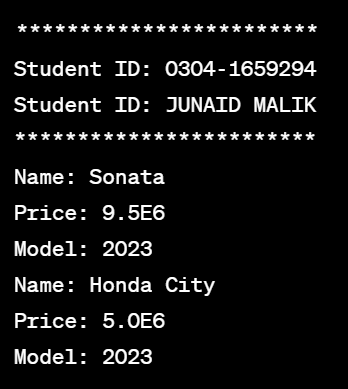 ************************
Student ID: 0304-1659294
Student ID: JUNAID MALIK
************************
Name: Sonata
Price: 9.5E6
Model: 2023
Name: Honda City
Price: 5.0E6
Model: 2023